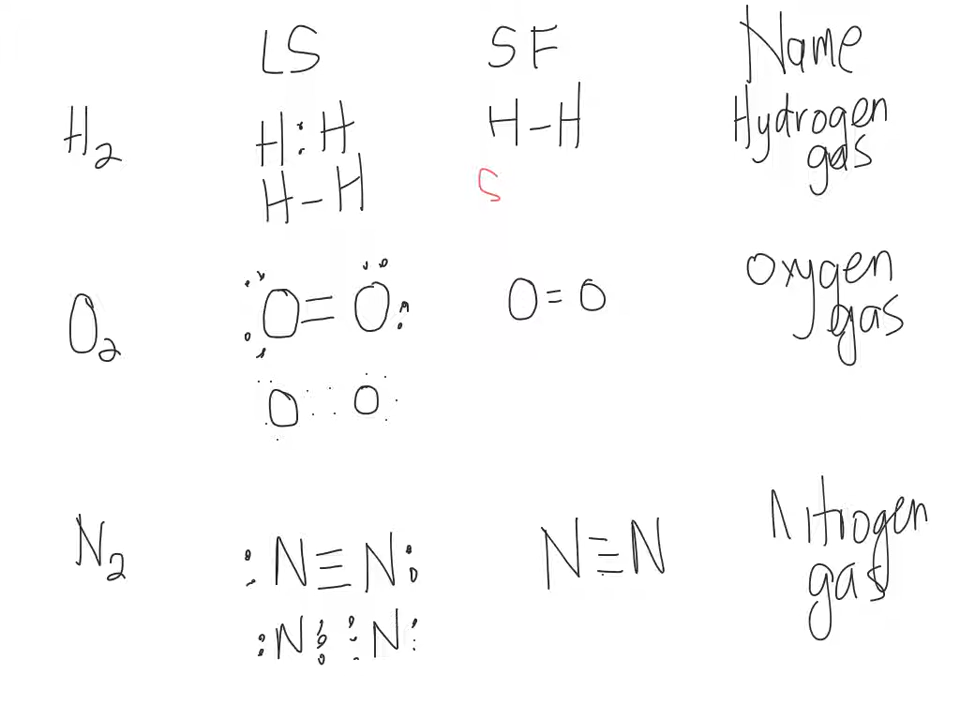 LS SF Name
H₂ H:H H–H Hydrogen gas
H–H
S
O₂ :Ö=Ö: O=O Oxygen gas
O::O
N₂ :N≡N: N≡N Nitrogen gas
:N⋮⋮N: